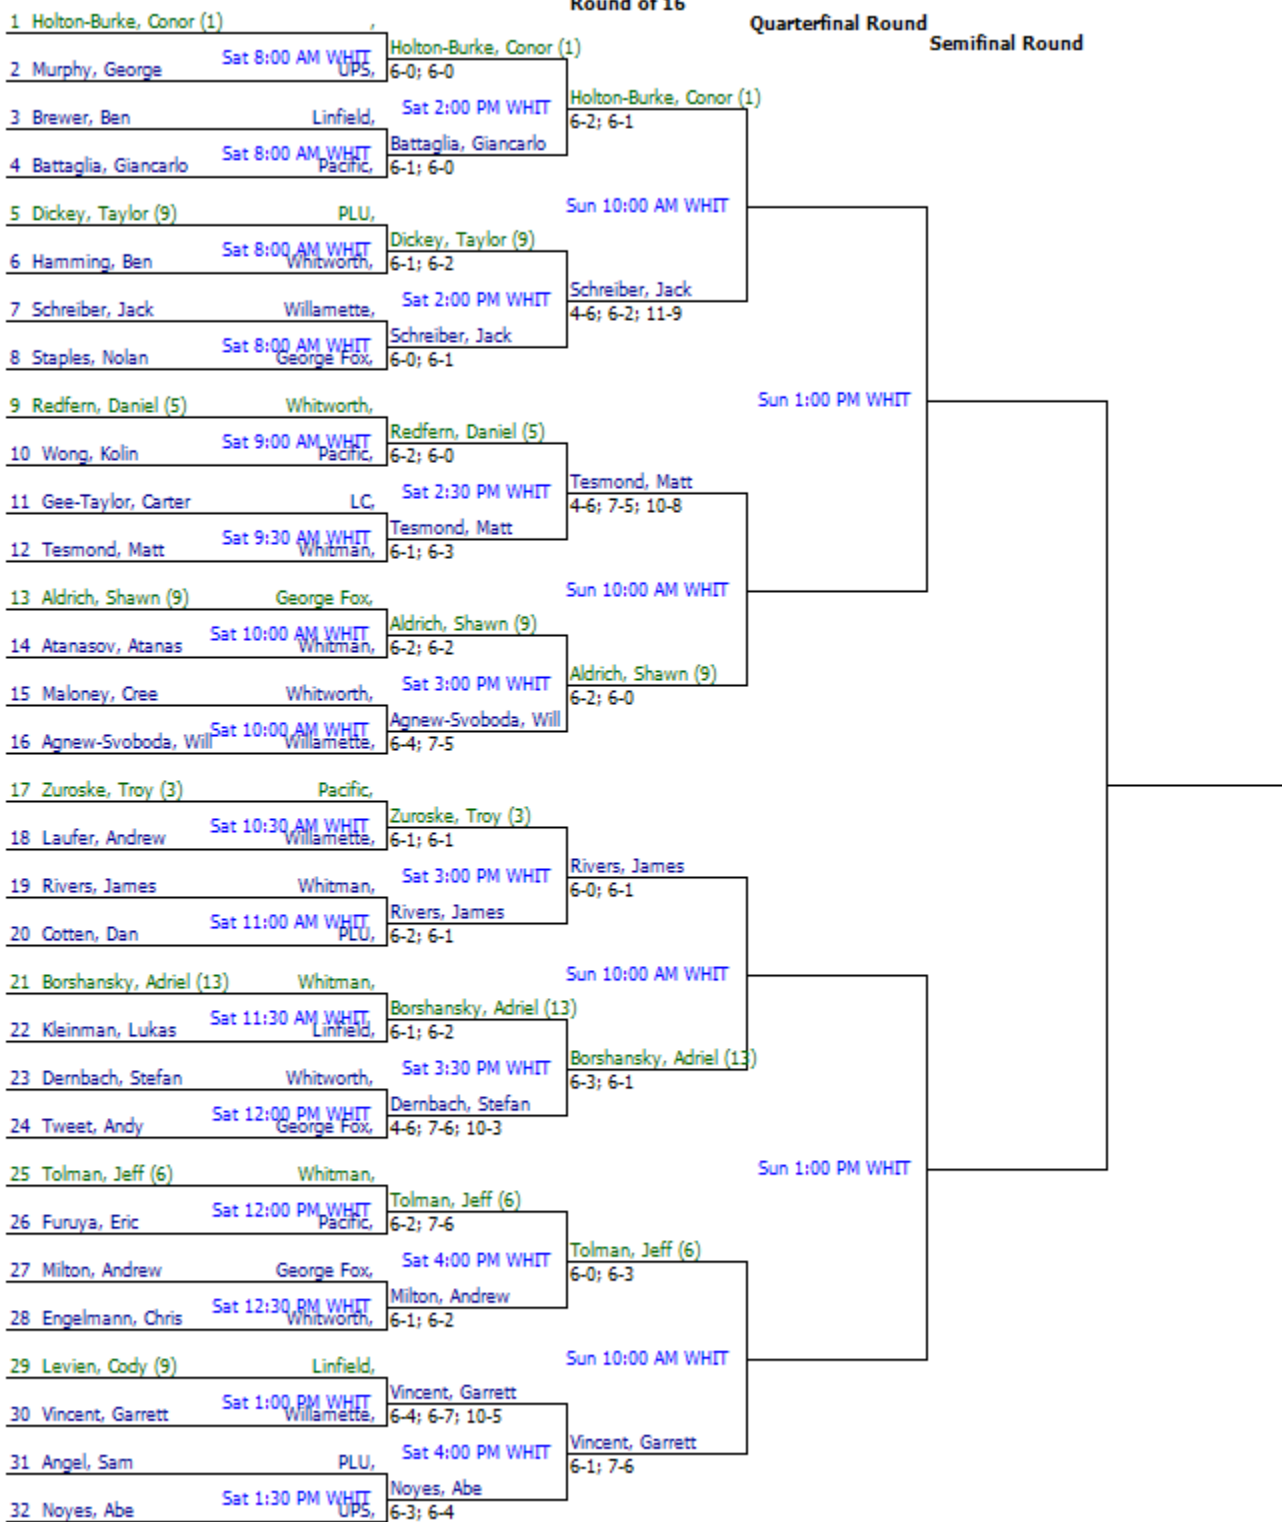 Round of 16
Quarterfinal Round
Semifinal Round
1 Holton-Burke, Conor (1) ,
Sat 8:00 AM WHIT
2 Murphy, George UPS,
Holton-Burke, Conor (1)
6-0; 6-0
Sat 2:00 PM WHIT
Holton-Burke, Conor (1)
6-2; 6-1
3 Brewer, Ben Linfield,
Sat 8:00 AM WHIT
4 Battaglia, Giancarlo Pacific,
Battaglia, Giancarlo
6-1; 6-0
Sun 10:00 AM WHIT
5 Dickey, Taylor (9) PLU,
Sat 8:00 AM WHIT
6 Hamming, Ben Whitworth,
Dickey, Taylor (9)
6-1; 6-2
Sat 2:00 PM WHIT
Schreiber, Jack
4-6; 6-2; 11-9
7 Schreiber, Jack Willamette,
Sat 8:00 AM WHIT
8 Staples, Nolan George Fox,
Schreiber, Jack
6-0; 6-1
Sun 1:00 PM WHIT
9 Redfern, Daniel (5) Whitworth,
Sat 9:00 AM WHIT
10 Wong, Kolin Pacific,
Redfern, Daniel (5)
6-2; 6-0
Sat 2:30 PM WHIT
Tesmond, Matt
4-6; 7-5; 10-8
11 Gee-Taylor, Carter LC,
Sat 9:30 AM WHIT
12 Tesmond, Matt Whitman,
Tesmond, Matt
6-1; 6-3
Sun 10:00 AM WHIT
13 Aldrich, Shawn (9) George Fox,
Sat 10:00 AM WHIT
14 Atanasov, Atanas Whitman,
Aldrich, Shawn (9)
6-2; 6-2
Sat 3:00 PM WHIT
Aldrich, Shawn (9)
6-2; 6-0
15 Maloney, Cree Whitworth,
Sat 10:00 AM WHIT
16 Agnew-Svoboda, Will Willamette,
Agnew-Svoboda, Will
6-4; 7-5
17 Zuroske, Troy (3) Pacific,
Sat 10:30 AM WHIT
18 Laufer, Andrew Willamette,
Zuroske, Troy (3)
6-1; 6-1
Sat 3:00 PM WHIT
Rivers, James
6-0; 6-1
19 Rivers, James Whitman,
Sat 11:00 AM WHIT
20 Cotten, Dan PLU,
Rivers, James
6-2; 6-1
Sun 10:00 AM WHIT
21 Borshansky, Adriel (13) Whitman,
Sat 11:30 AM WHIT
22 Kleinman, Lukas Linfield,
Borshansky, Adriel (13)
6-1; 6-2
Sat 3:30 PM WHIT
Borshansky, Adriel (13)
6-3; 6-1
23 Dernbach, Stefan Whitworth,
Sat 12:00 PM WHIT
24 Tweet, Andy George Fox,
Dernbach, Stefan
4-6; 7-6; 10-3
Sun 1:00 PM WHIT
25 Tolman, Jeff (6) Whitman,
Sat 12:00 PM WHIT
26 Furuya, Eric Pacific,
Tolman, Jeff (6)
6-2; 7-6
Sat 4:00 PM WHIT
Tolman, Jeff (6)
6-0; 6-3
27 Milton, Andrew George Fox,
Sat 12:30 PM WHIT
28 Engelmann, Chris Whitworth,
Milton, Andrew
6-1; 6-2
Sun 10:00 AM WHIT
29 Levien, Cody (9) Linfield,
Sat 1:00 PM WHIT
30 Vincent, Garrett Willamette,
Vincent, Garrett
6-4; 6-7; 10-5
Sat 4:00 PM WHIT
Vincent, Garrett
6-1; 7-6
31 Angel, Sam PLU,
Sat 1:30 PM WHIT
32 Noyes, Abe UPS,
Noyes, Abe
6-3; 6-4